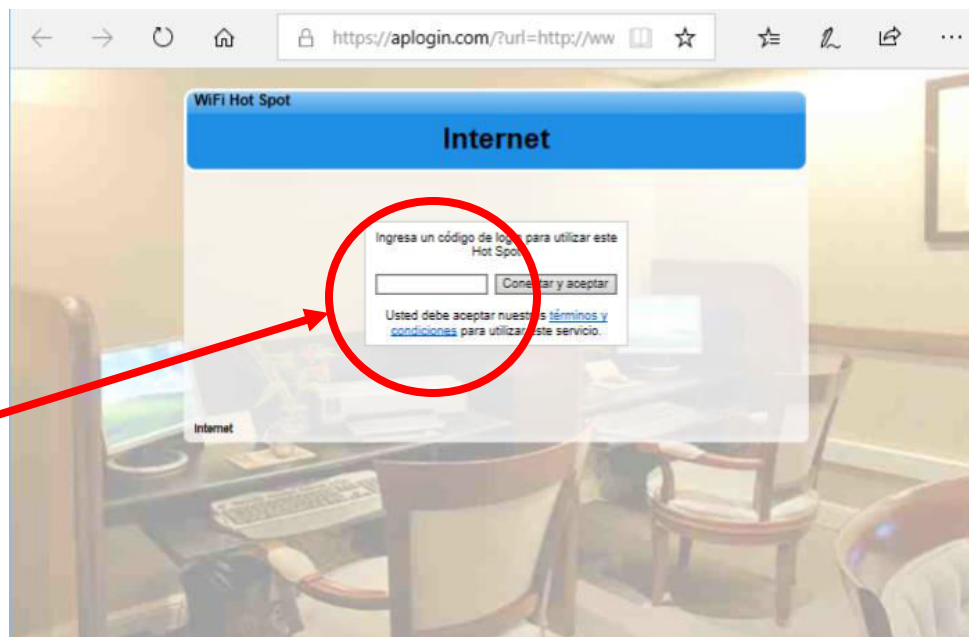 https://aplogin.com/?url=http://ww
WiFi Hot Spot
Internet
Ingresa un código de login para utilizar este
Hot Spot
Conectar y aceptar
Usted debe aceptar nuestros términos y
condiciones para utilizar este servicio.
Internet